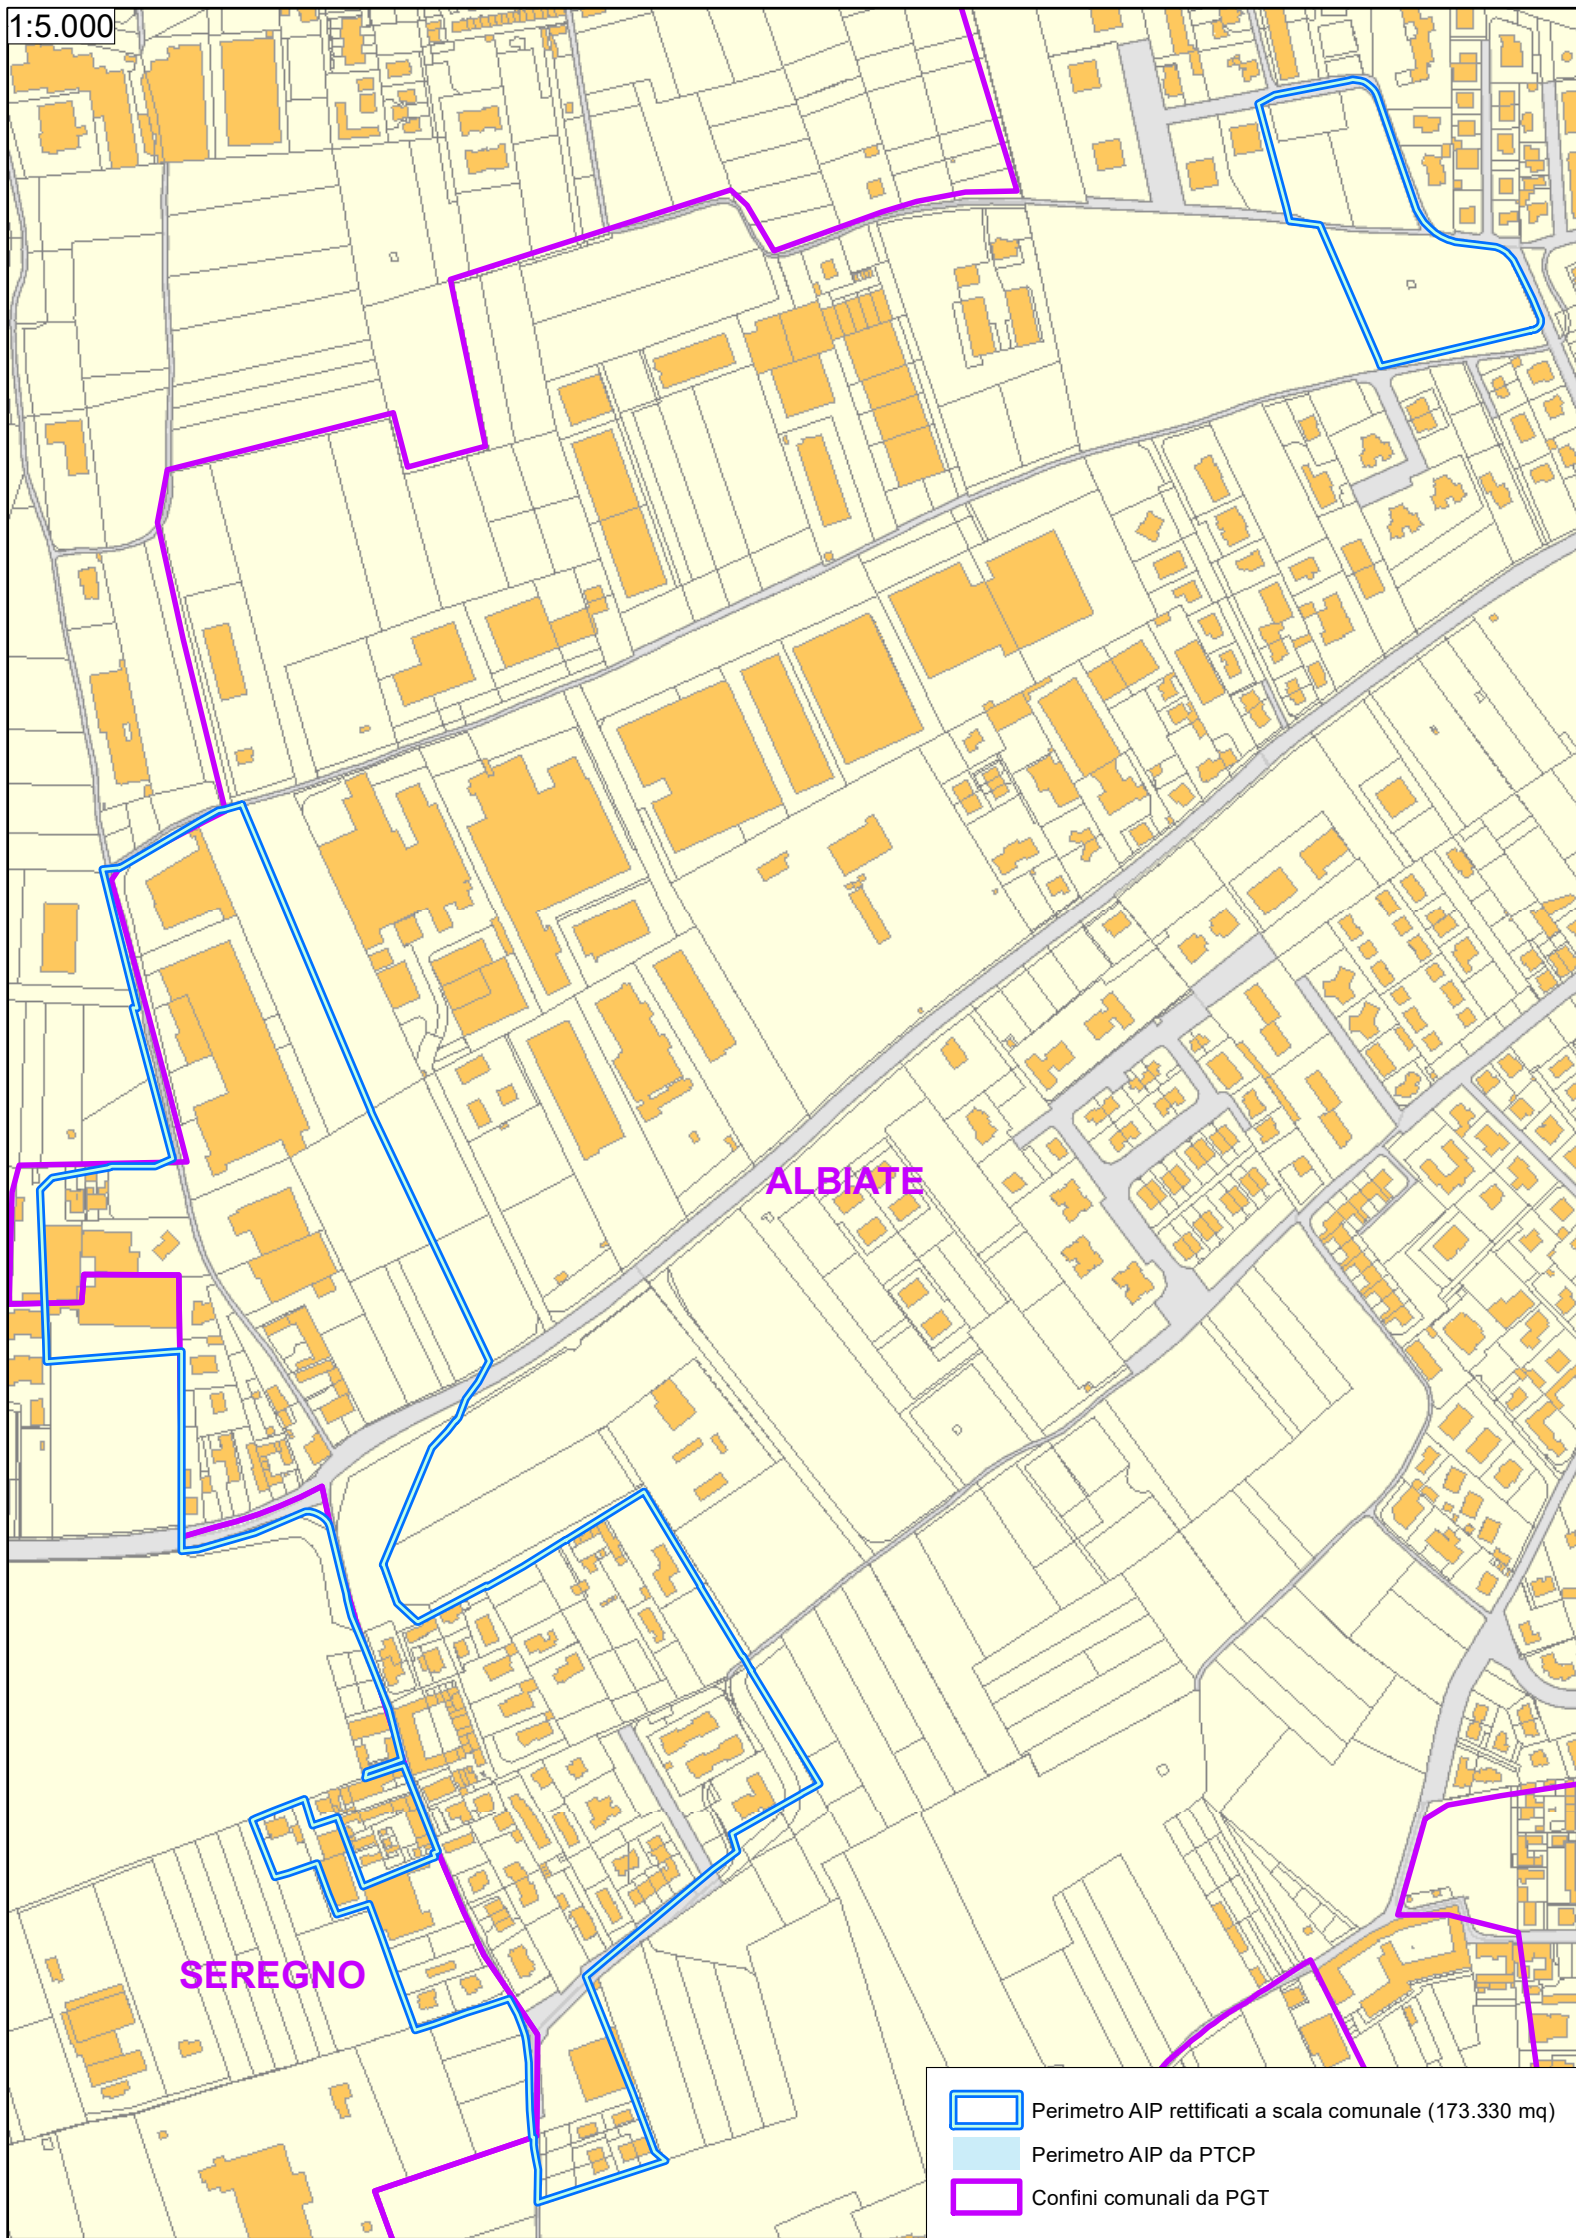 1:5.000
ALBIATE
SEREGNO
Perimetro AIP rettificati a scala comunale (173.330 mq)
Perimetro AIP da PTCP
Confini comunali da PGT